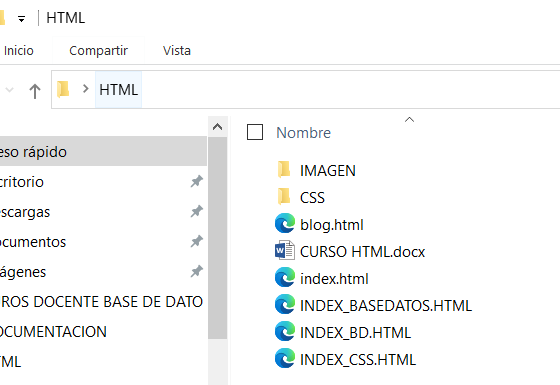 HTML
Inicio Compartir Vista
HTML
Nombre
eso rápido
critorio
escargas
ocumentos
ágenes
ROS DOCENTE BASE DE DATO
OCUMENTACION
ML
IMAGEN
CSS
blog.html
CURSO HTML.docx
index.html
INDEX_BASEDATOS.HTML
INDEX_BD.HTML
INDEX_CSS.HTML